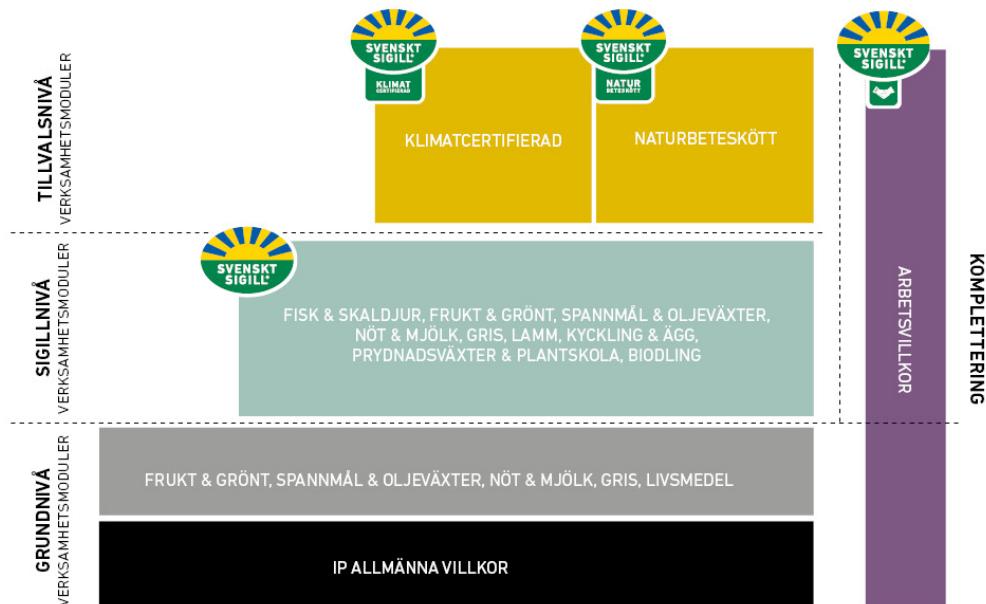 TILLVALSNIVÅ
VERKSAMHETSMODULER
SVENSKT
SIGILL®
KLIMAT
CERTIFIERAD
KLIMATCERTIFIERAD
SVENSKT
SIGILL®
NATUR
BETESKÖTT
NATURBETESKÖTT
SVENSKT
SIGILL®
SIGILLNIVÅ
VERKSAMHETSMODULER
SVENSKT
SIGILL®
FISK & SKALDJUR, FRUKT & GRÖNT, SPANNMÅL & OLJEVÄXTER,
NÖT & MJÖLK, GRIS, LAMM, KYCKLING & ÄGG,
PRYDNADSVÄXTER & PLANTSKOLA, BIODLING
ARBETSVILLKOR
KOMPLETTERING
GRUNDNIVÅ
VERKSAMHETSMODULER
FRUKT & GRÖNT, SPANNMÅL & OLJEVÄXTER, NÖT & MJÖLK, GRIS, LIVSMEDEL
IP ALLMÄNNA VILLKOR